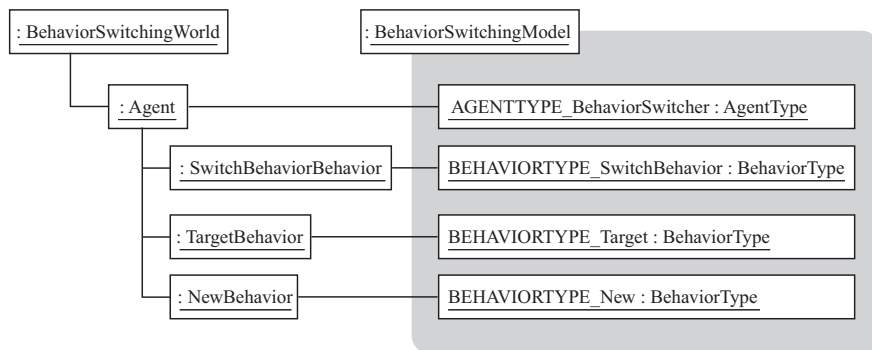 : BehaviorSwitchingWorld
: BehaviorSwitchingModel
: Agent
AGENTTYPE_BehaviorSwitcher : AgentType
: SwitchBehaviorBehavior
BEHAVIORTYPE_SwitchBehavior : BehaviorType
: TargetBehavior
BEHAVIORTYPE_Target : BehaviorType
: NewBehavior
BEHAVIORTYPE_New : BehaviorType